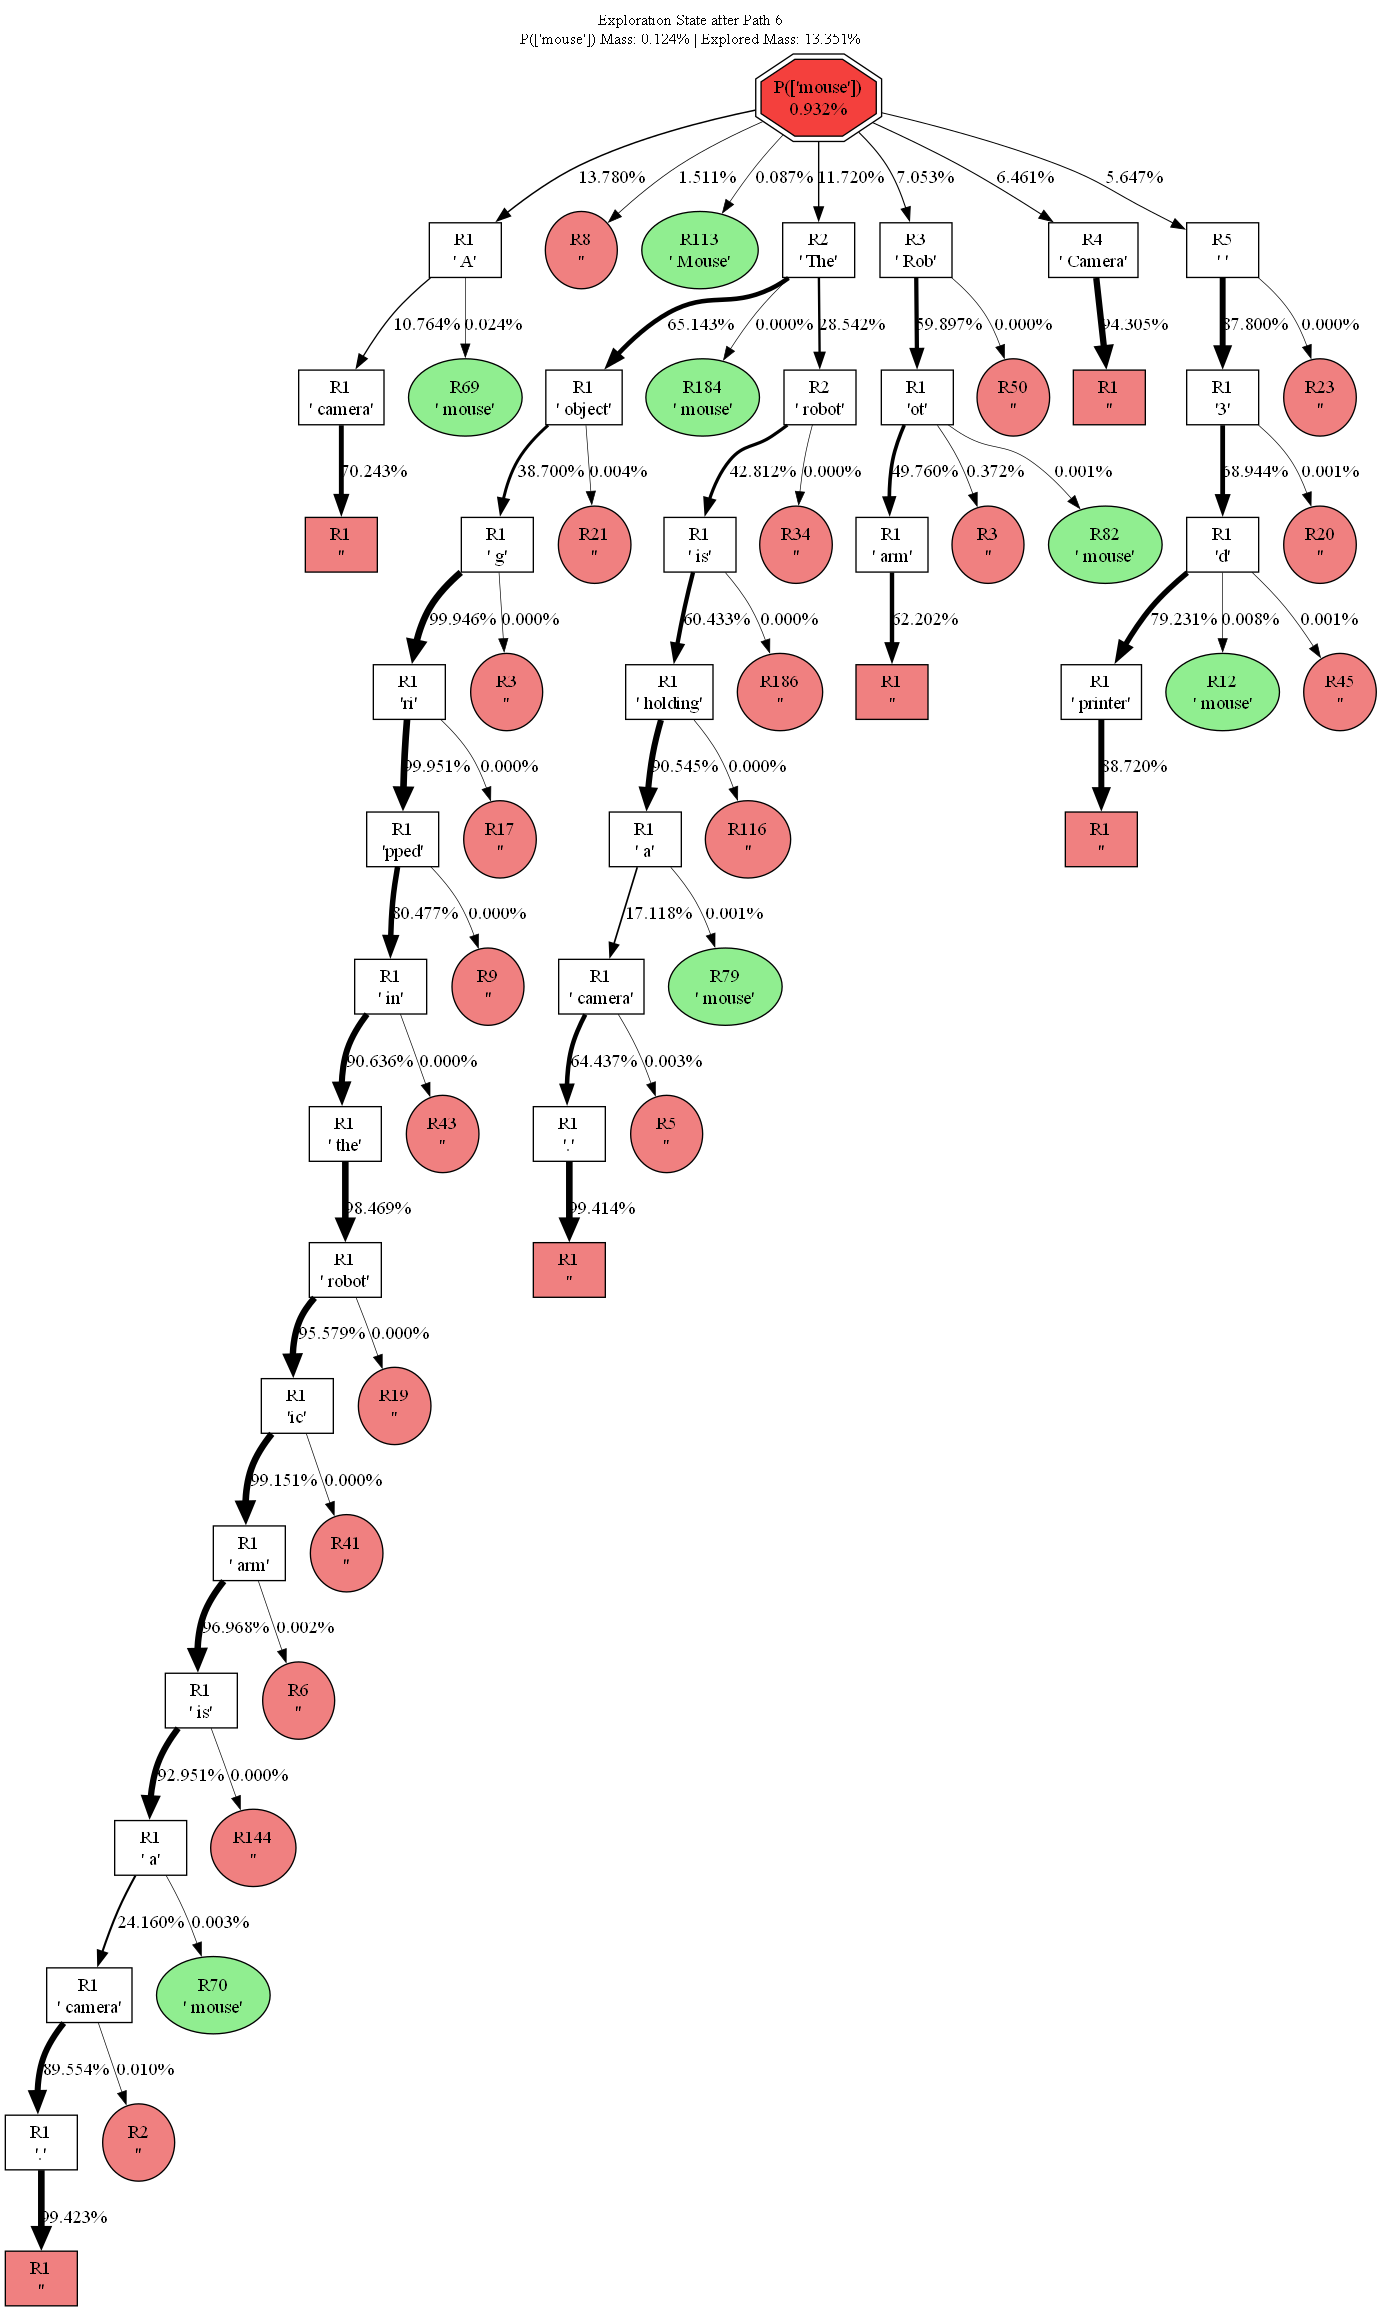 Exploration State after Path 6
P(['mouse']) Mass: 0.124% | Explored Mass: 13.351%
P(['mouse'])
0.932%
13.780% 1.511% 0.087% 11.720% 7.053% 6.461% 5.647%
R1
' A'
R8
''
R113
' Mouse'
R2
' The'
R3
' Rob'
R4
' Camera'
R5
' '
10.764% 0.024% 65.143% 0.000% 28.542% 59.897% 0.000% 94.305% 87.800% 0.000%
R1
' camera'
R69
' mouse'
R1
' object'
R184
' mouse'
R2
' robot'
R1
'ot'
R50
''
R1
''
R1
'3'
R23
''
70.243% 38.700% 0.004% 42.812% 0.000% 49.760% 0.372% 0.001% 68.944% 0.001%
R1
''
R1
' g'
R21
''
R1
' is'
R34
''
R1
' arm'
R3
''
R82
' mouse'
R1
'd'
R20
''
99.946% 0.000% 60.433% 0.000% 62.202% 79.231% 0.008% 0.001%
R1
'ri'
R3
''
R1
' holding'
R186
''
R1
''
R1
' printer'
R12
' mouse'
R45
''
99.951% 0.000% 90.545% 0.000% 88.720%
R1
'pped'
R17
''
R1
' a'
R116
''
R1
''
80.477% 0.000% 17.118% 0.001%
R1
' in'
R9
''
R1
' camera'
R79
' mouse'
90.636% 0.000% 64.437% 0.003%
R1
' the'
R43
''
R1
'.'
R5
''
98.469% 99.414%
R1
' robot'
R1
''
95.579% 0.000%
R1
'ic'
R19
''
99.151% 0.000%
R1
' arm'
R41
''
96.968% 0.002%
R1
' is'
R6
''
92.951% 0.000%
R1
' a'
R144
''
24.160% 0.003%
R1
' camera'
R70
' mouse'
89.554% 0.010%
R1
'.'
R2
''
99.423%
R1
''